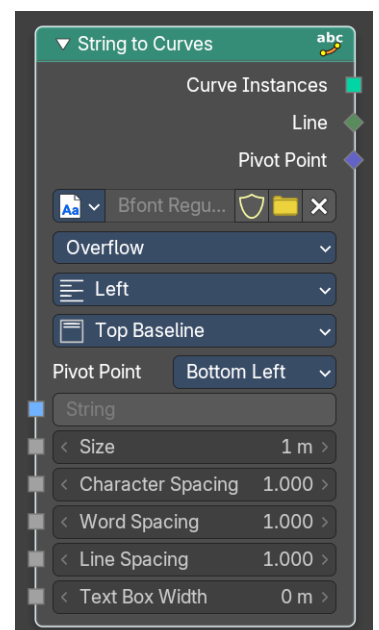 String to Curves
abc
Curve Instances
Line
Pivot Point
Aa Bfont Regu...
Overflow
Left
Top Baseline
Pivot Point Bottom Left
String
Size 1 m
Character Spacing 1.000
Word Spacing 1.000
Line Spacing 1.000
Text Box Width 0 m